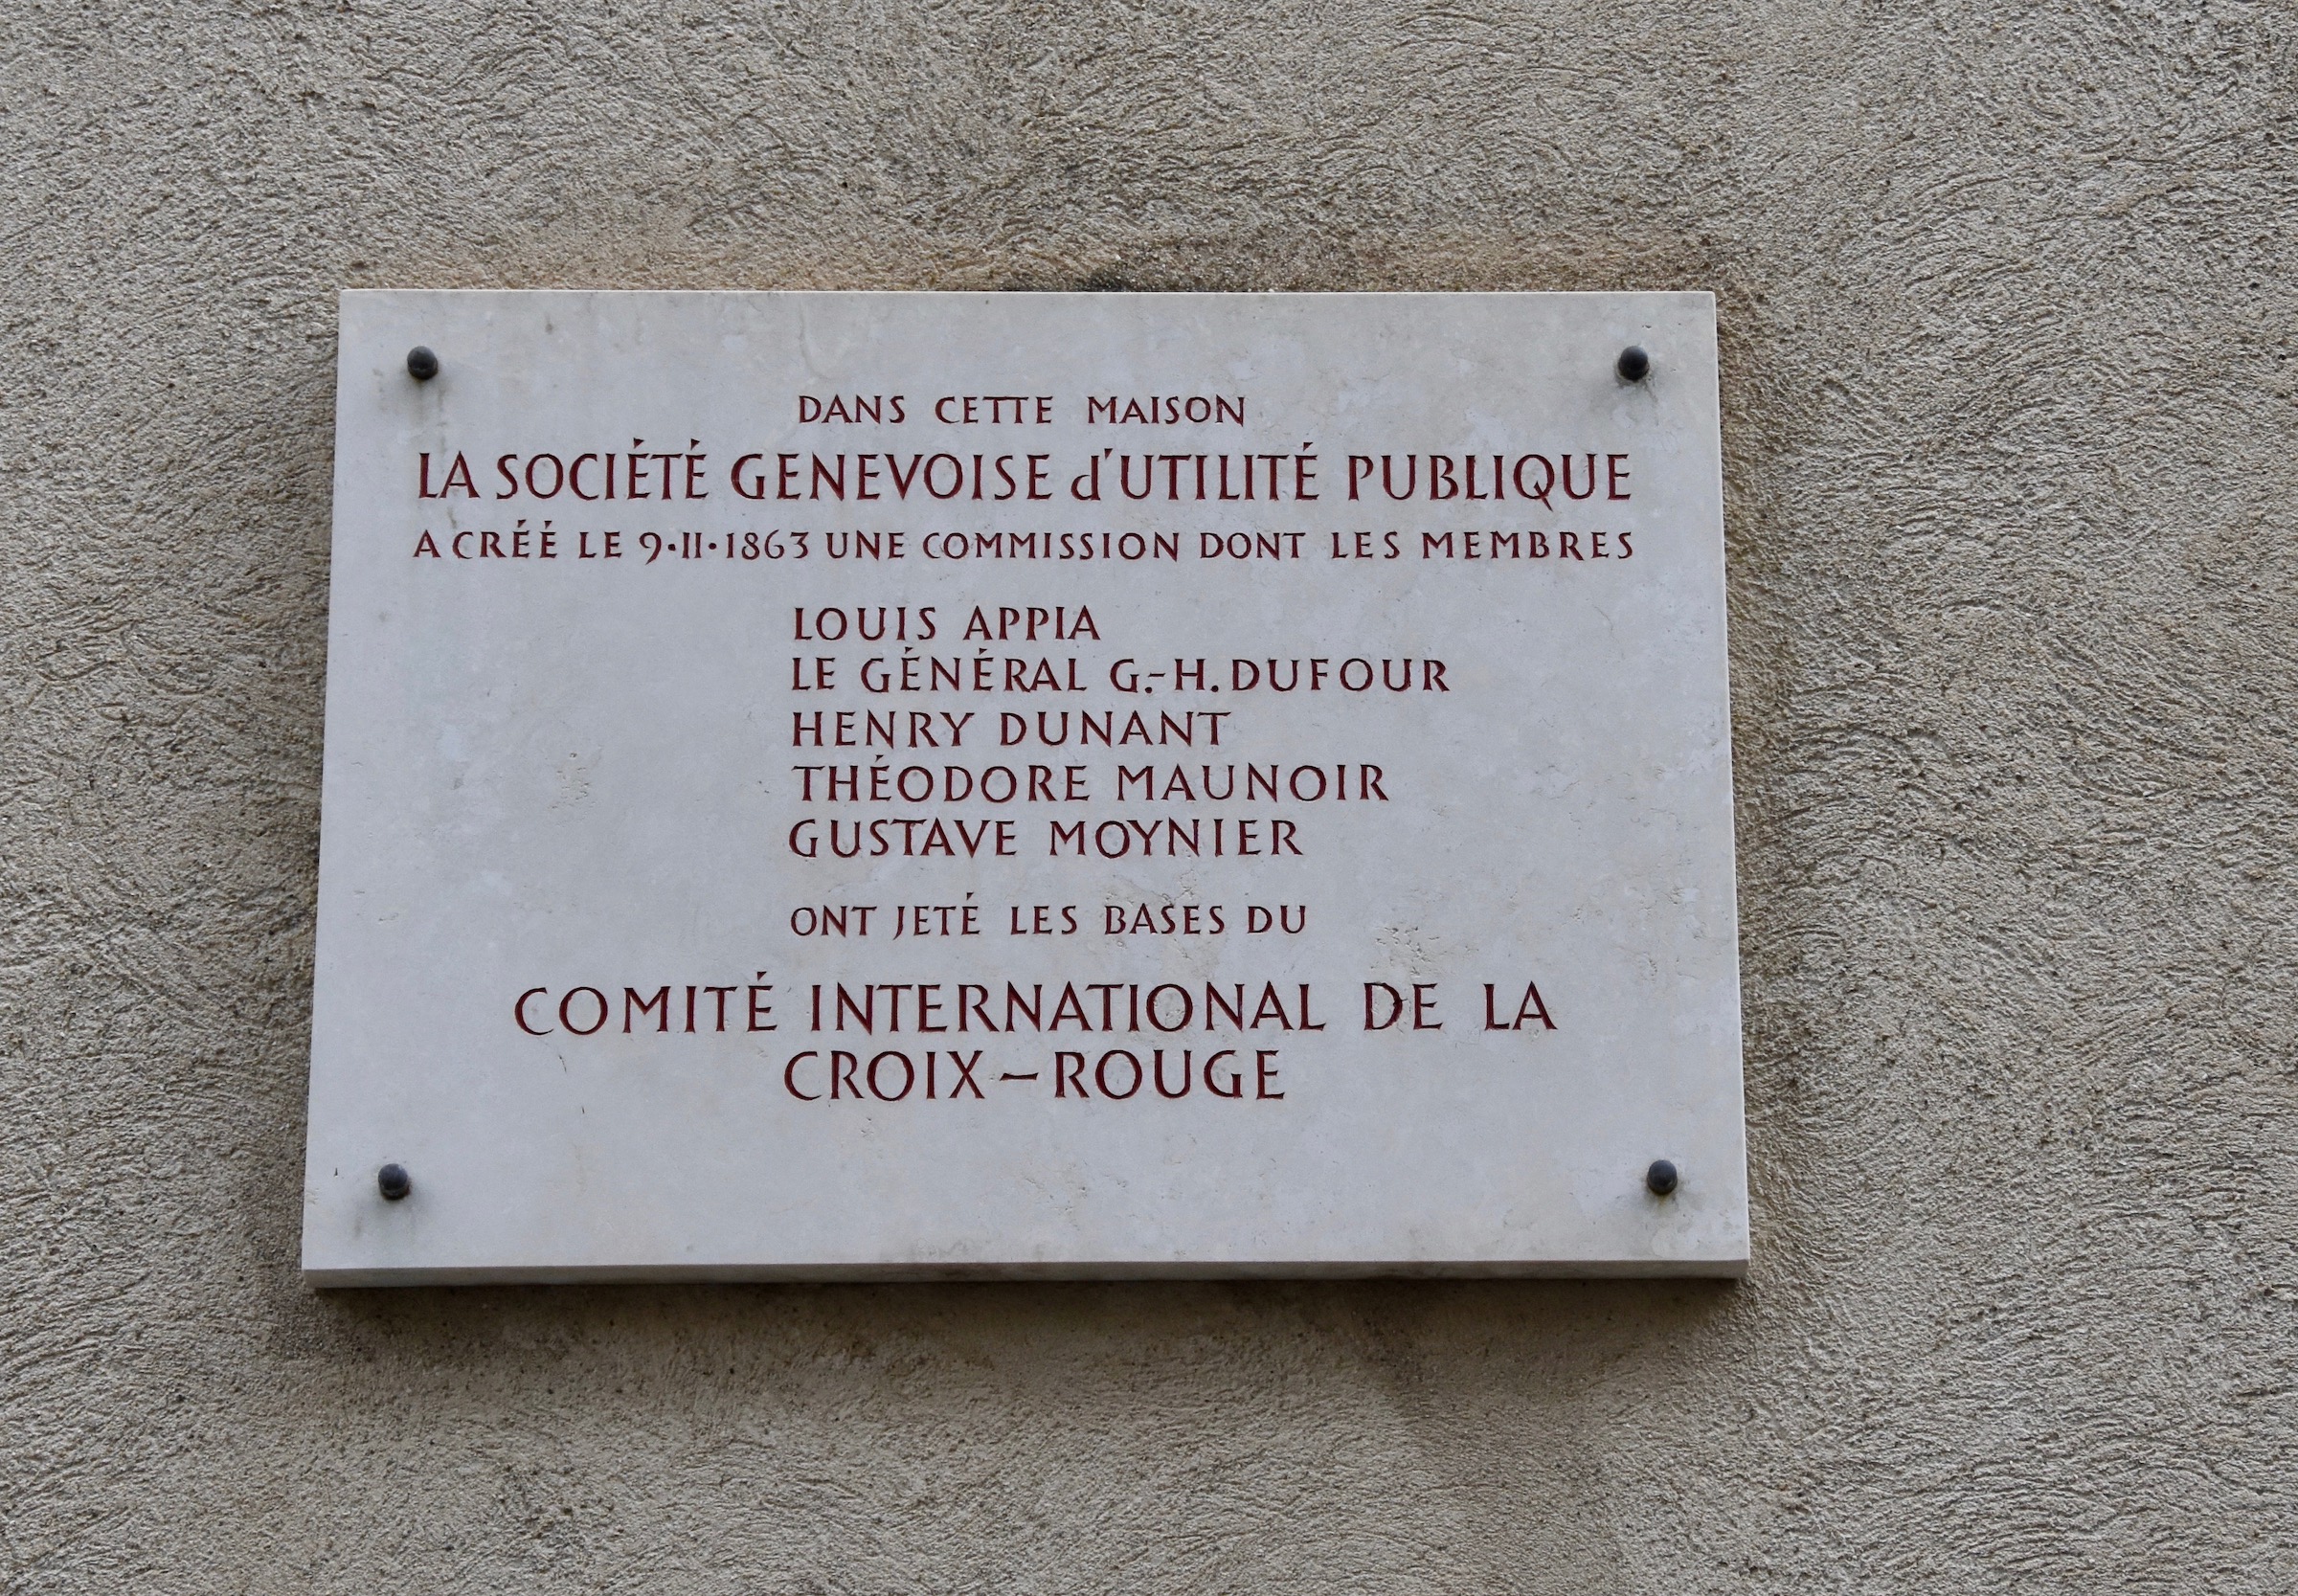 DANS CETTE MAISON
LA SOCIÉTÉ GENEVOISE d'UTILITÉ PUBLIQUE
A CRÉÉ LE 9·II·1863 UNE COMMISSION DONT LES MEMBRES
LOUIS APPIA
LE GÉNÉRAL G.-H. DUFOUR
HENRY DUNANT
THÉODORE MAUNOIR
GUSTAVE MOYNIER
ONT JETÉ LES BASES DU
COMITÉ INTERNATIONAL DE LA
CROIX-ROUGE